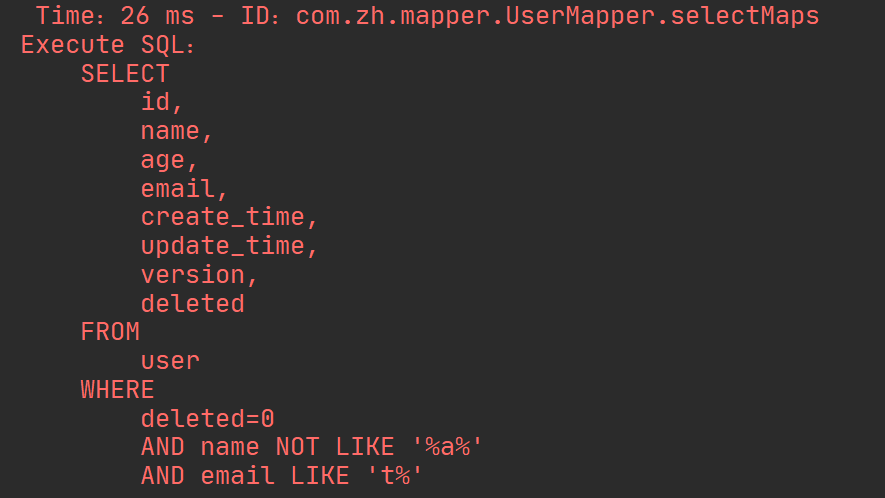 Time：26 ms - ID：com.zh.mapper.UserMapper.selectMaps
Execute SQL：
SELECT
id,
name,
age,
email,
create_time,
update_time,
version,
deleted
FROM
user
WHERE
deleted=0
AND name NOT LIKE '%a%'
AND email LIKE 't%'